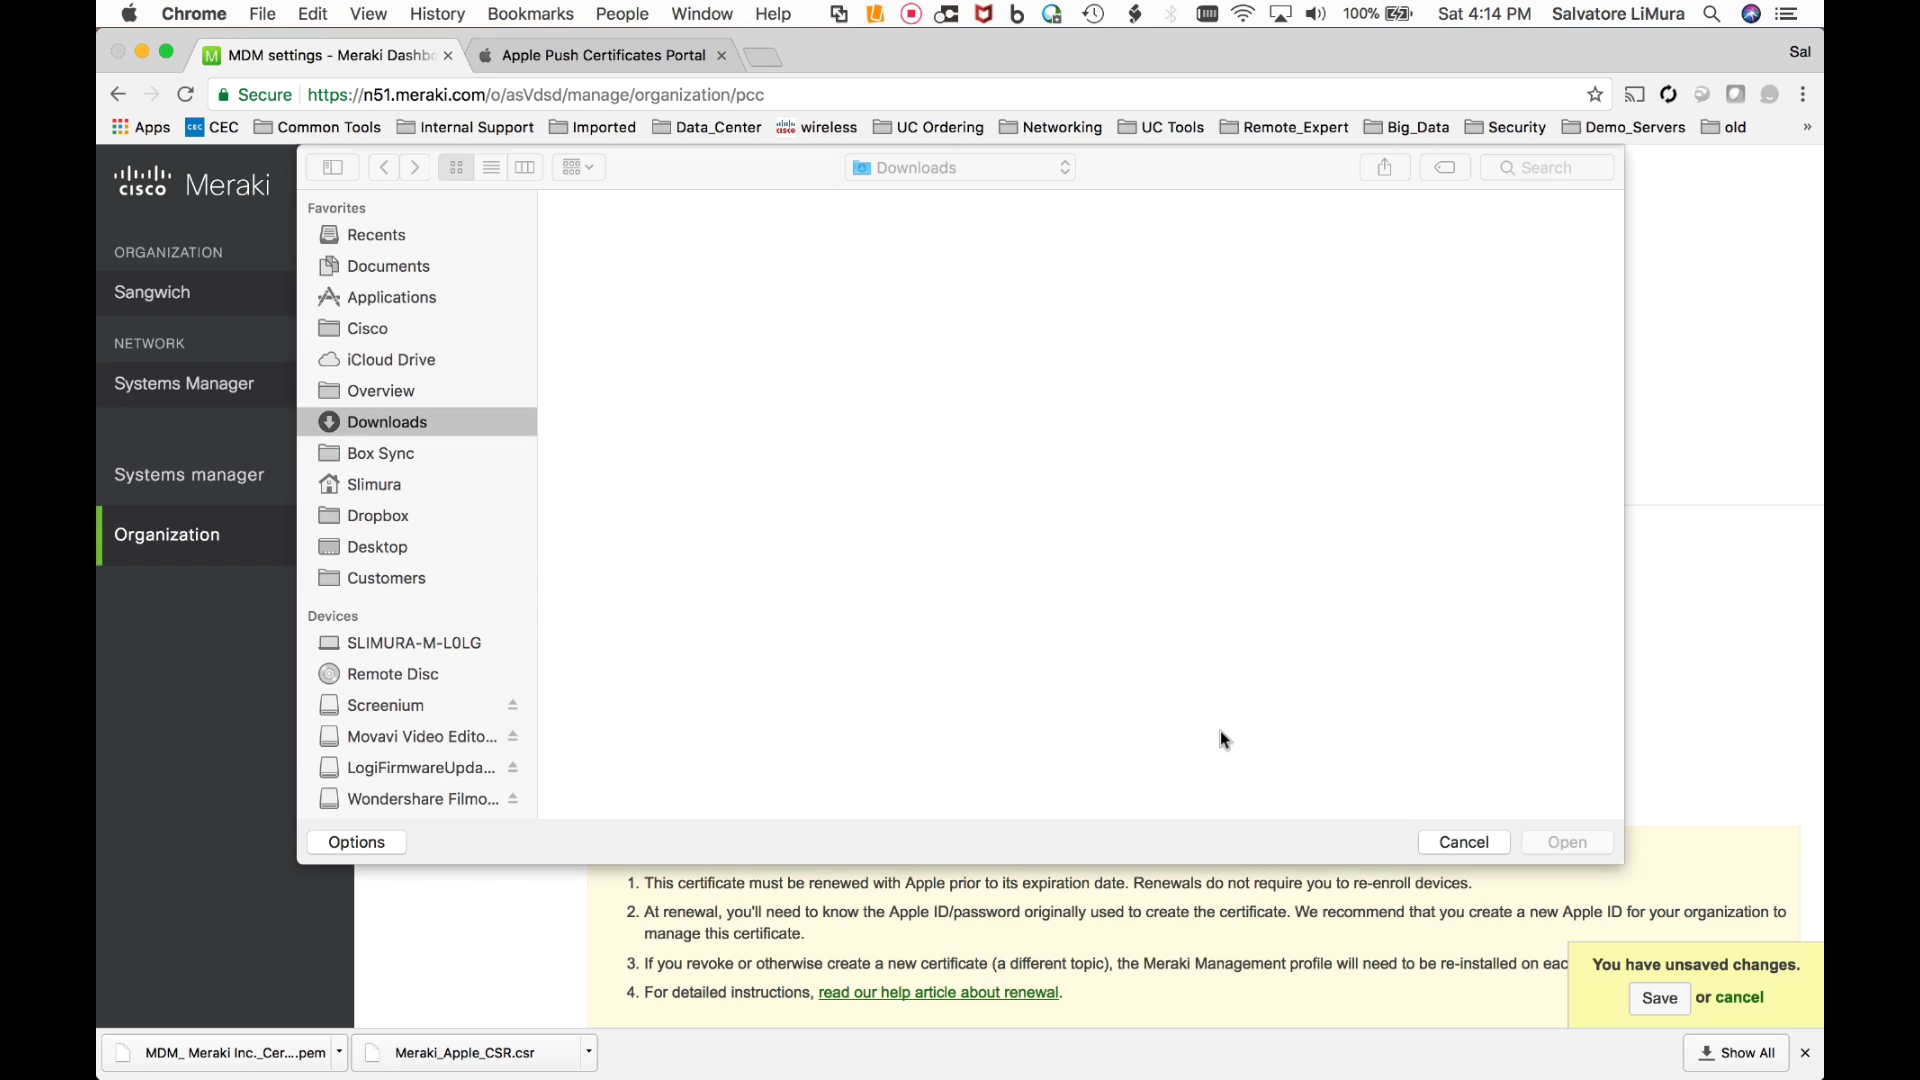 Chrome File Edit View History Bookmarks People Window Help 100% Sat 4:14 PM Salvatore LiMura
MDM settings - Meraki Dashbo Apple Push Certificates Portal Sal
Secure https://n51.meraki.com/o/asVdsd/manage/organization/pcc
Apps CEC CEC Common Tools Internal Support Imported Data_Center cisco wireless UC Ordering Networking UC Tools Remote_Expert Big_Data Security Demo_Servers old »
cisco Meraki
Downloads Search
Favorites
Recents
ORGANIZATION
Documents
Sangwich
Applications
Cisco
NETWORK
iCloud Drive
Systems Manager
Overview
Downloads
Box Sync
Systems manager
Slimura
Dropbox
Organization
Desktop
Customers
Devices
SLIMURA-M-L0LG
Remote Disc
Screenium
Movavi Video Edito...
LogiFirmwareUpda...
Wondershare Filmo...
Options Cancel Open
1. This certificate must be renewed with Apple prior to its expiration date. Renewals do not require you to re-enroll devices.
2. At renewal, you'll need to know the Apple ID/password originally used to create the certificate. We recommend that you create a new Apple ID for your organization to
manage this certificate.
3. If you revoke or otherwise create a new certificate (a different topic), the Meraki Management profile will need to be re-installed on eac
You have unsaved changes.
4. For detailed instructions, read our help article about renewal.
Save or cancel
MDM_ Meraki Inc._Cer....pem Meraki_Apple_CSR.csr Show All